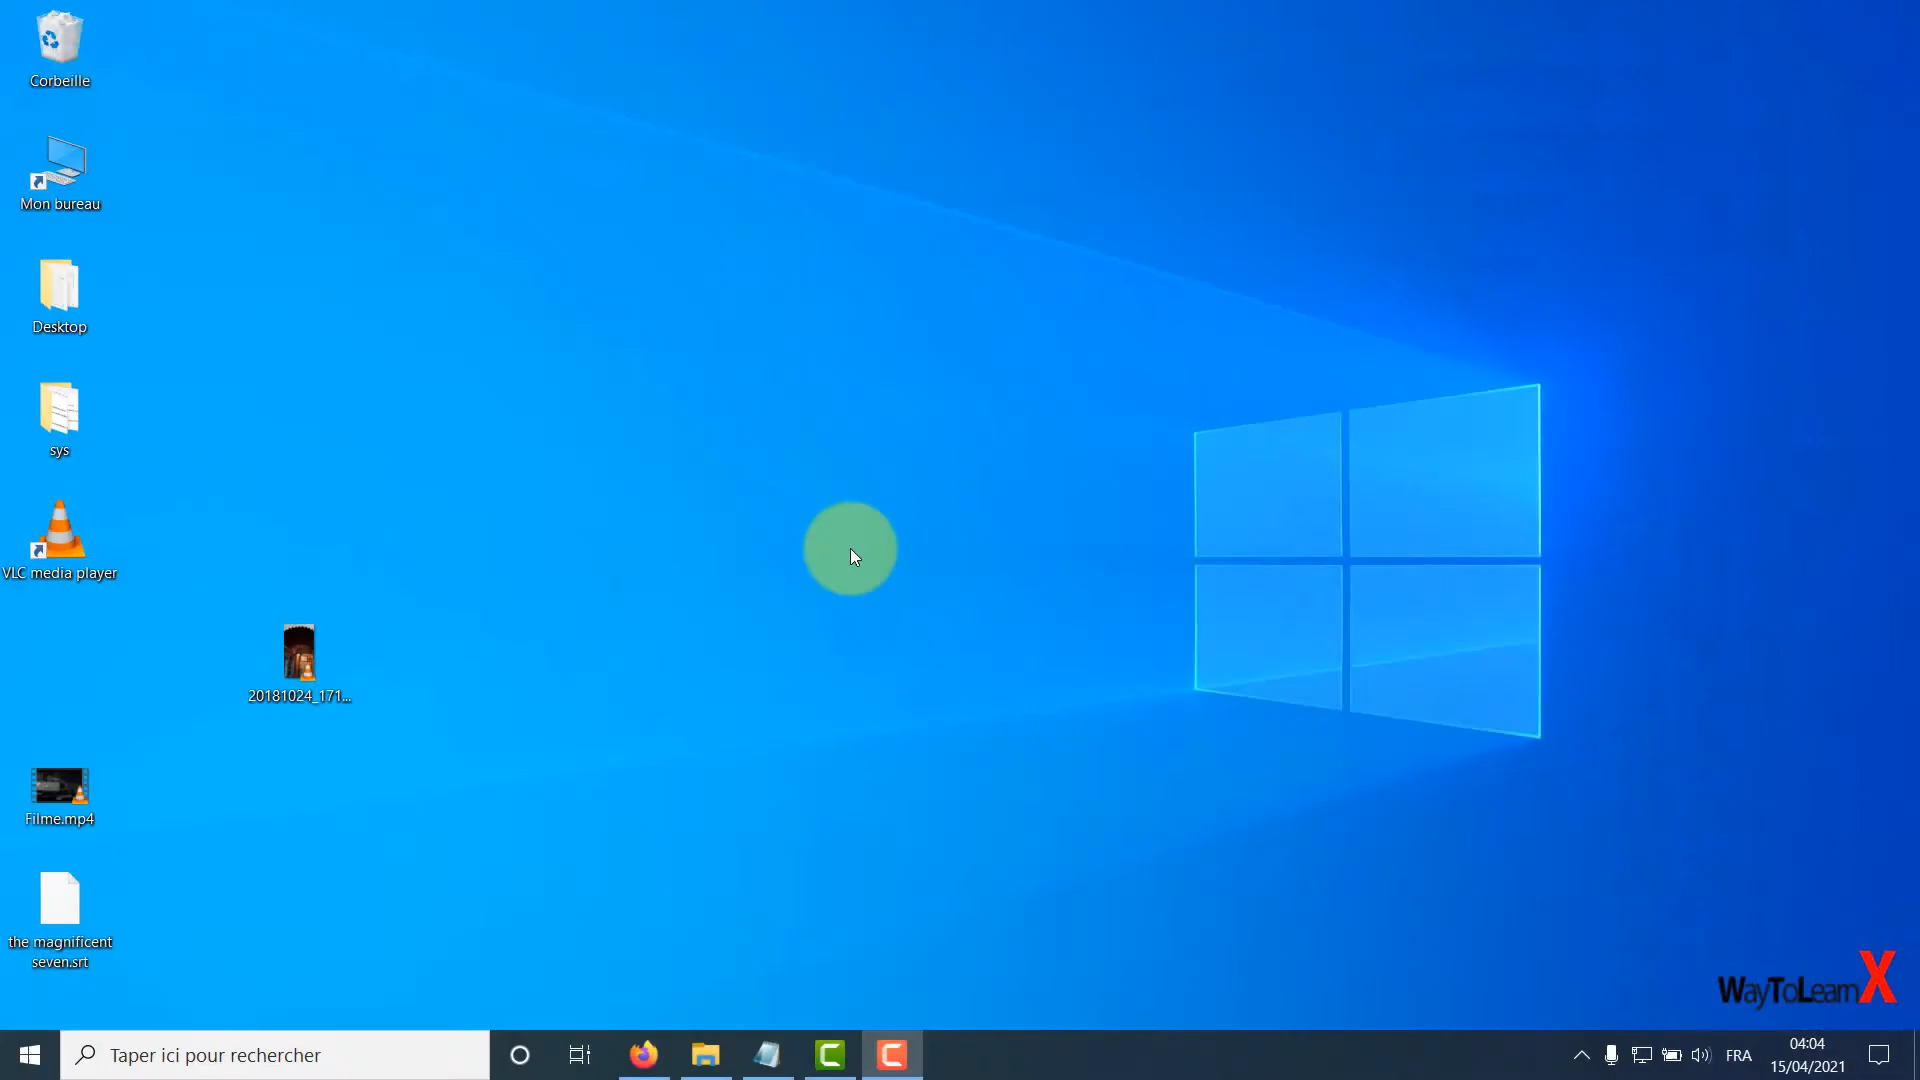 Corbeille
Mon bureau
Desktop
sys
VLC media player
20181024_171...
Filme.mp4
the magnificent
seven.srt
WayToLearnX
Taper ici pour rechercher
FRA
04:04
15/04/2021